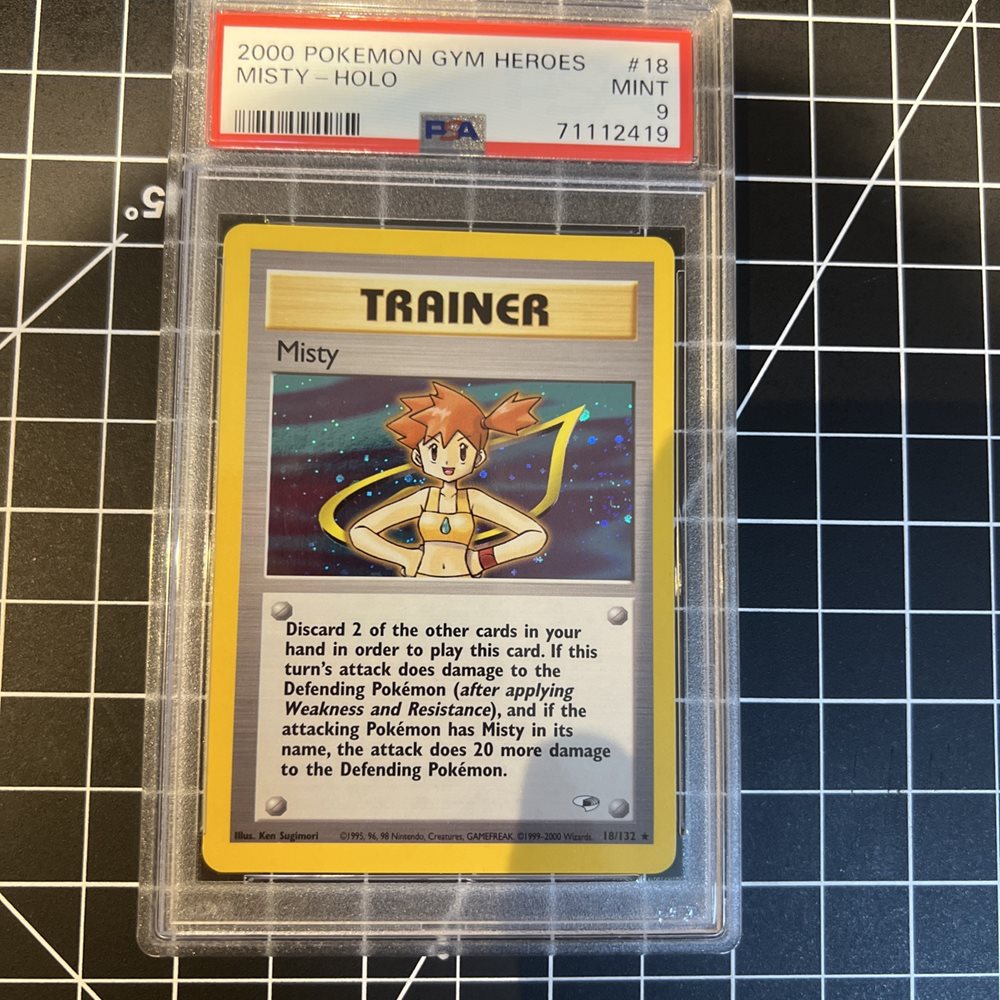 2000 POKEMON GYM HEROES #18
MISTY - HOLO MINT
9
PSA 71112419
5°
TRAINER
Misty
Discard 2 of the other cards in your
hand in order to play this card. If this
turn's attack does damage to the
Defending Pokémon (after applying
Weakness and Resistance), and if the
attacking Pokémon has Misty in its
name, the attack does 20 more damage
to the Defending Pokémon.
Illus. Ken Sugimori ©1995, 96, 98 Nintendo, Creatures, GAMEFREAK. ©1999-2000 Wizards. 18/132 ★